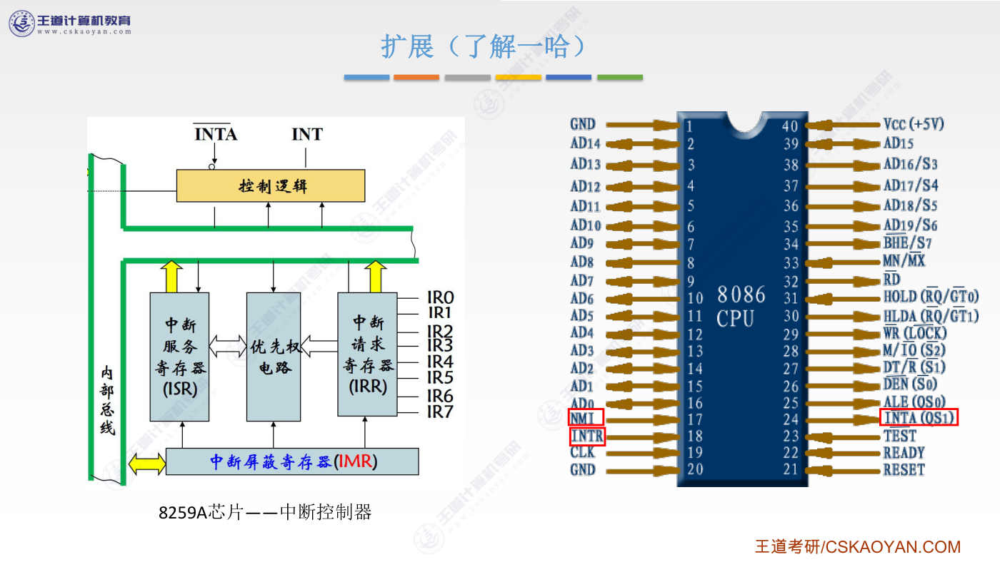 王道计算机教育
www.cskaoyan.com
扩展（了解一哈）
INTA INT
控制逻辑
内部总线
中断服务寄存器(ISR)
优先权电路
中断请求寄存器(IRR)
IR0
IR1
IR2
IR3
IR4
IR5
IR6
IR7
中断屏蔽寄存器(IMR)
8259A芯片——中断控制器
8086
CPU
GND 1 40 Vcc (+5V)
AD14 2 39 AD15
AD13 3 38 AD16/S3
AD12 4 37 AD17/S4
AD11 5 36 AD18/S5
AD10 6 35 AD19/S6
AD9 7 34 BHE/S7
AD8 8 33 MN/MX
AD7 9 32 RD
AD6 10 31 HOLD (RQ/GT0)
AD5 11 30 HLDA (RQ/GT1)
AD4 12 29 WR (LOCK)
AD3 13 28 M/IO (S2)
AD2 14 27 DT/R (S1)
AD1 15 26 DEN (S0)
AD0 16 25 ALE (QS0)
NMI 17 24 INTA (QS1)
INTR 18 23 TEST
CLK 19 22 READY
GND 20 21 RESET
王道考研/CSKAOYAN.COM